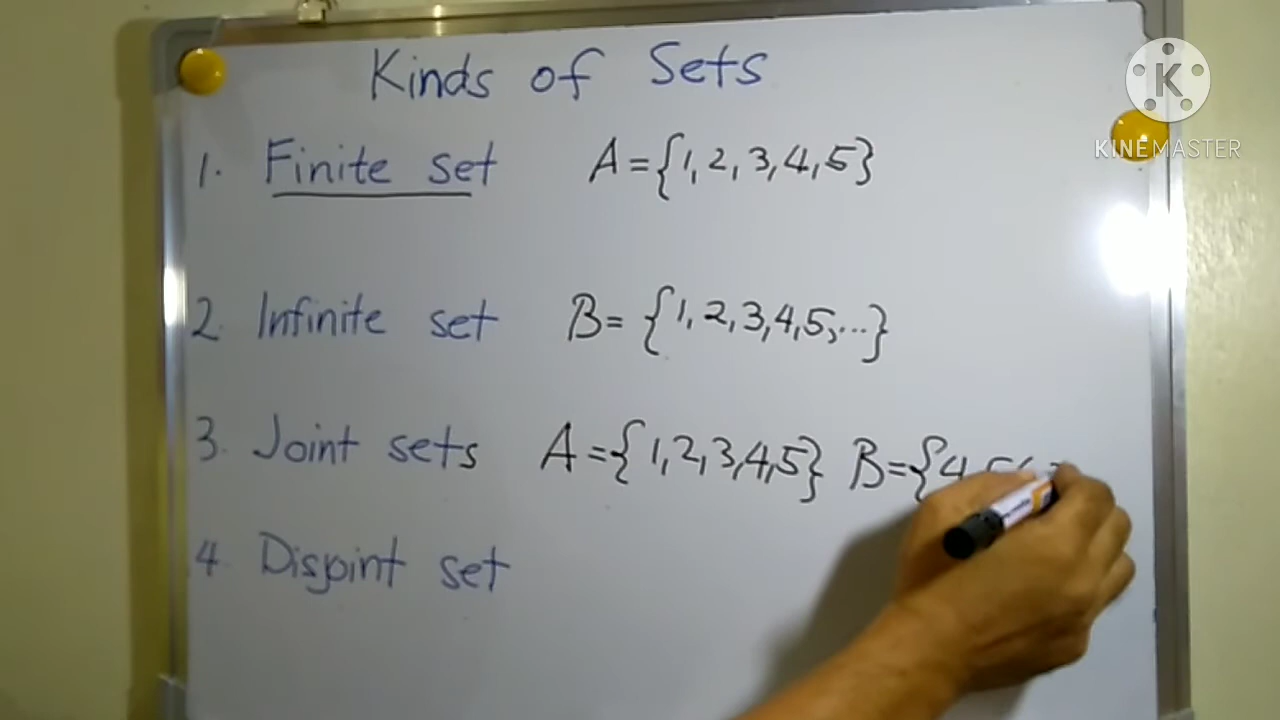 Kinds of Sets
K
KINEMASTER
1. Finite set A={1,2,3,4,5}
2. Infinite set B= {1,2,3,4,5,...}
3. Joint sets A={1,2,3,4,5} B={4,5
4. Disjoint set